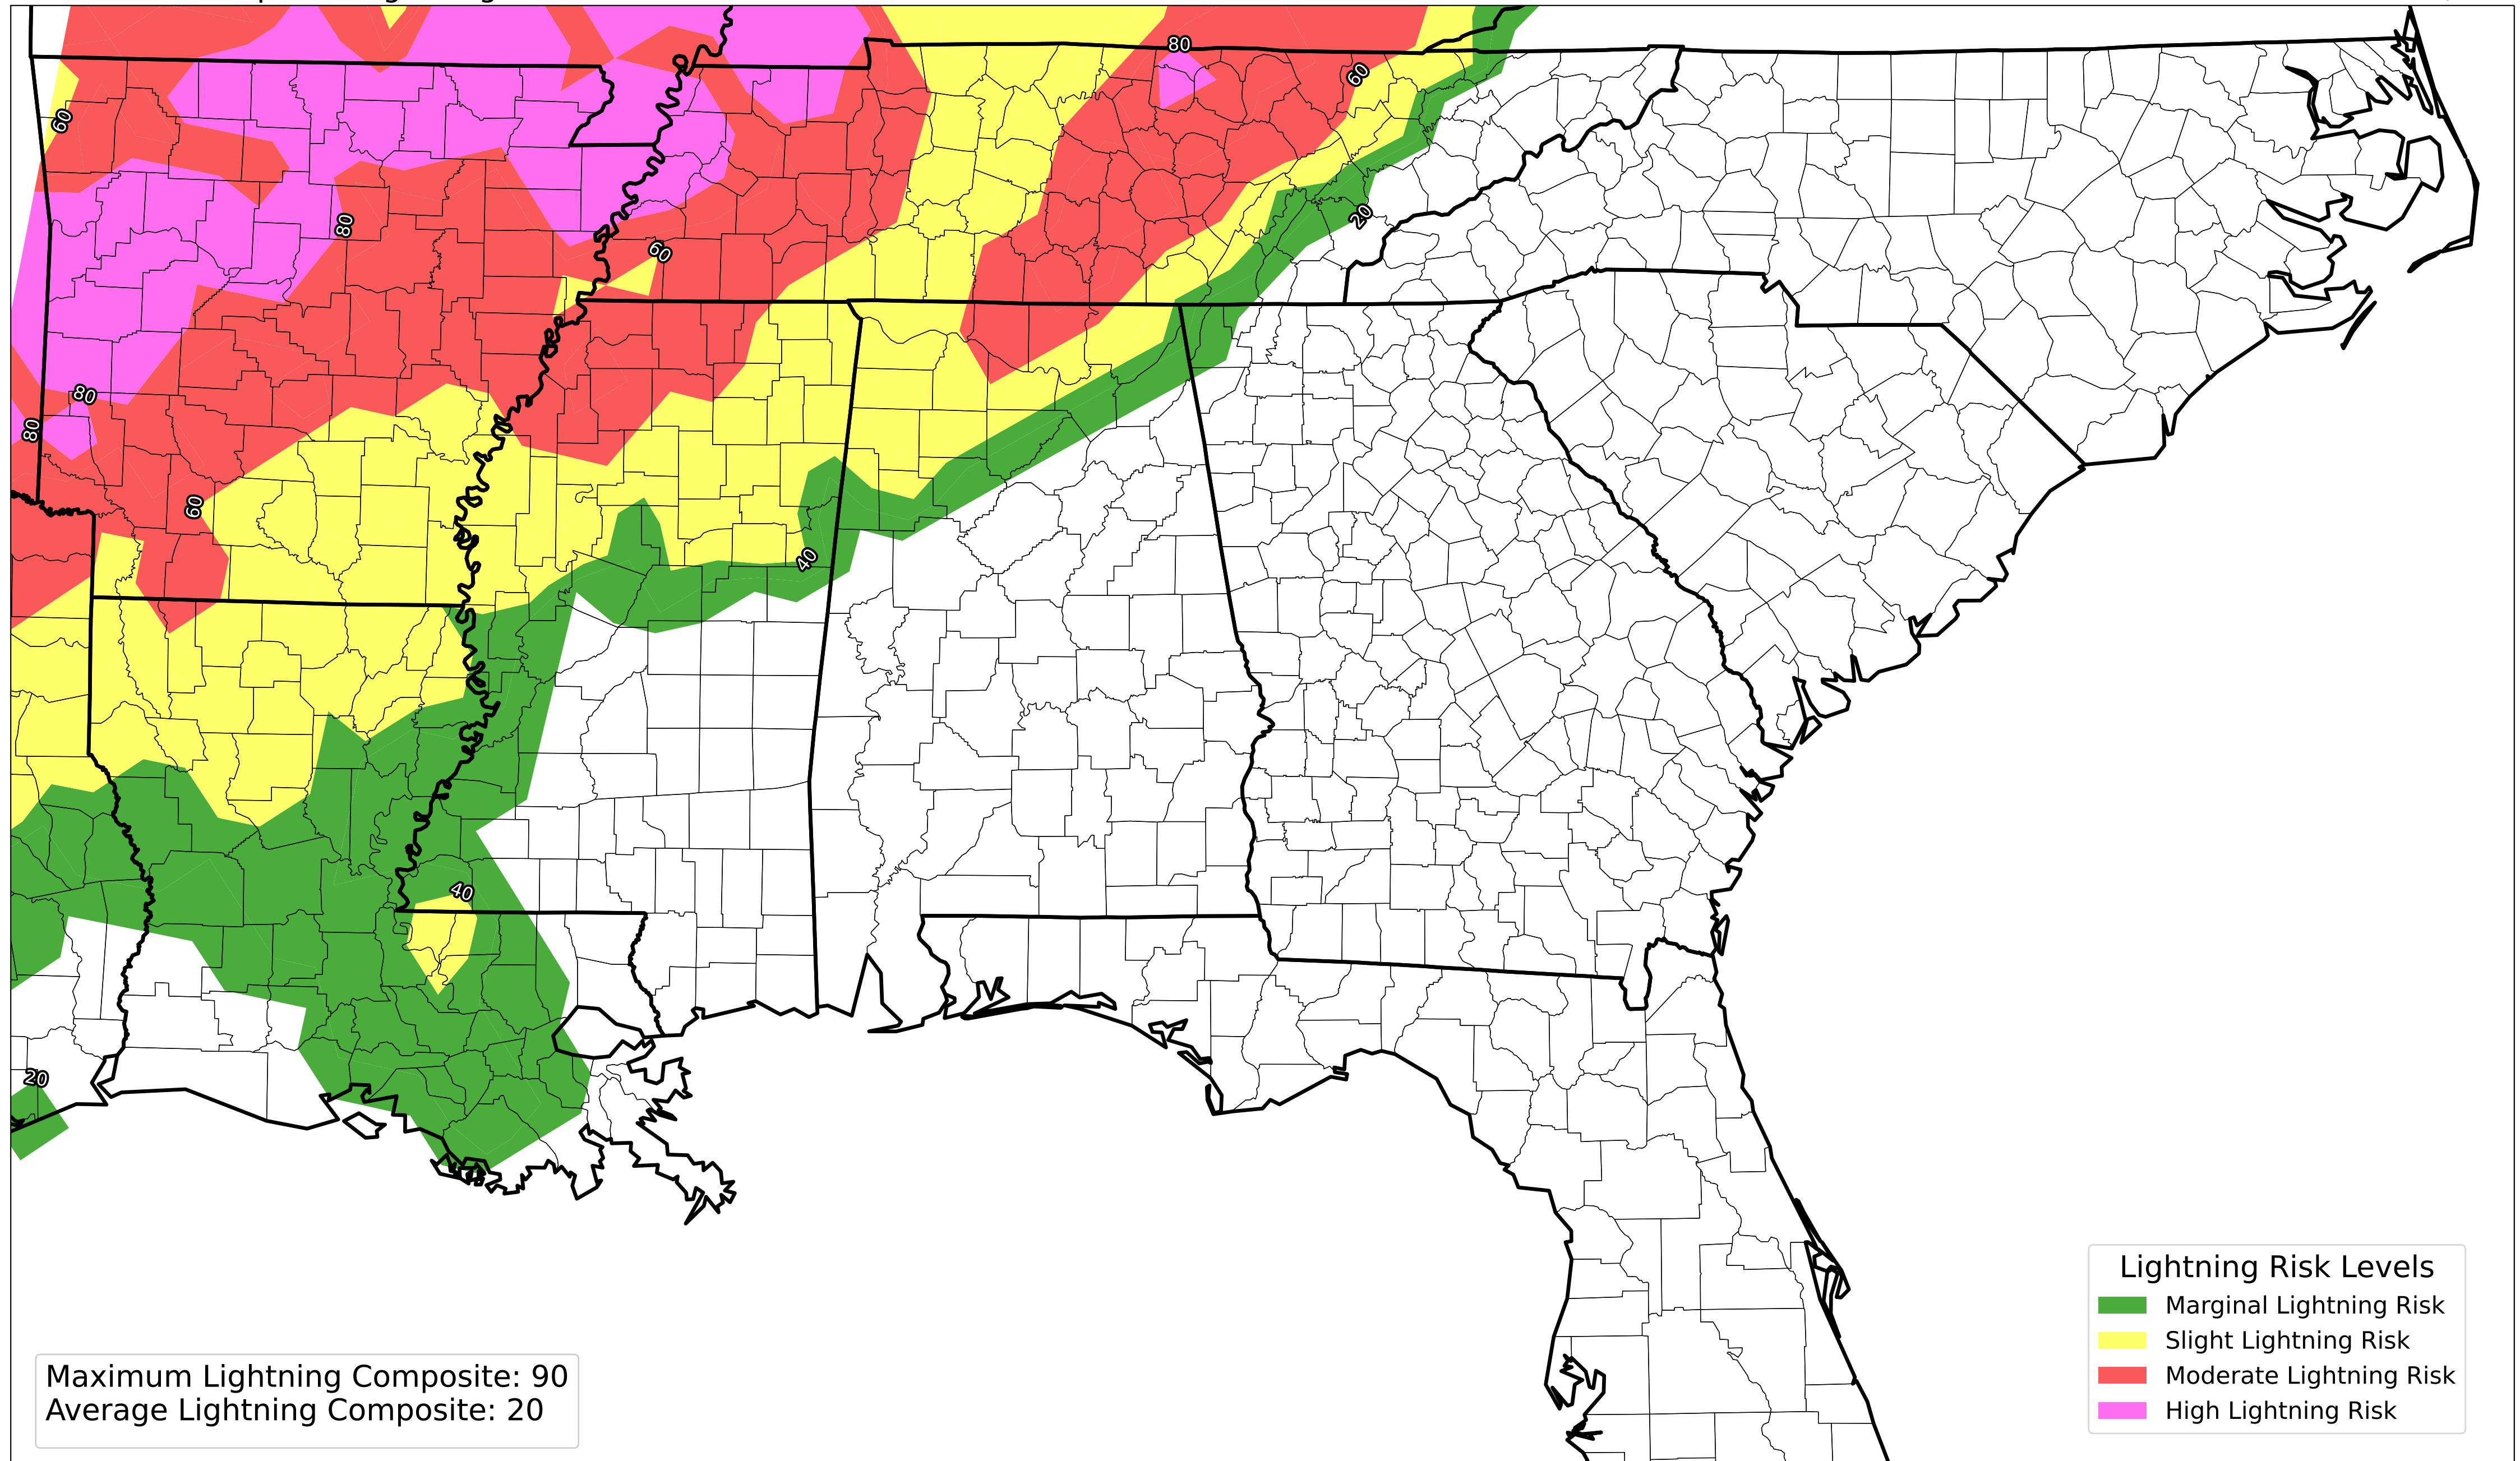 80
60
60
80
20
60
80
80
60
40
40
20
Lightning Risk Levels
Marginal Lightning Risk
Slight Lightning Risk
Moderate Lightning Risk
High Lightning Risk
Maximum Lightning Composite: 90
Average Lightning Composite: 20